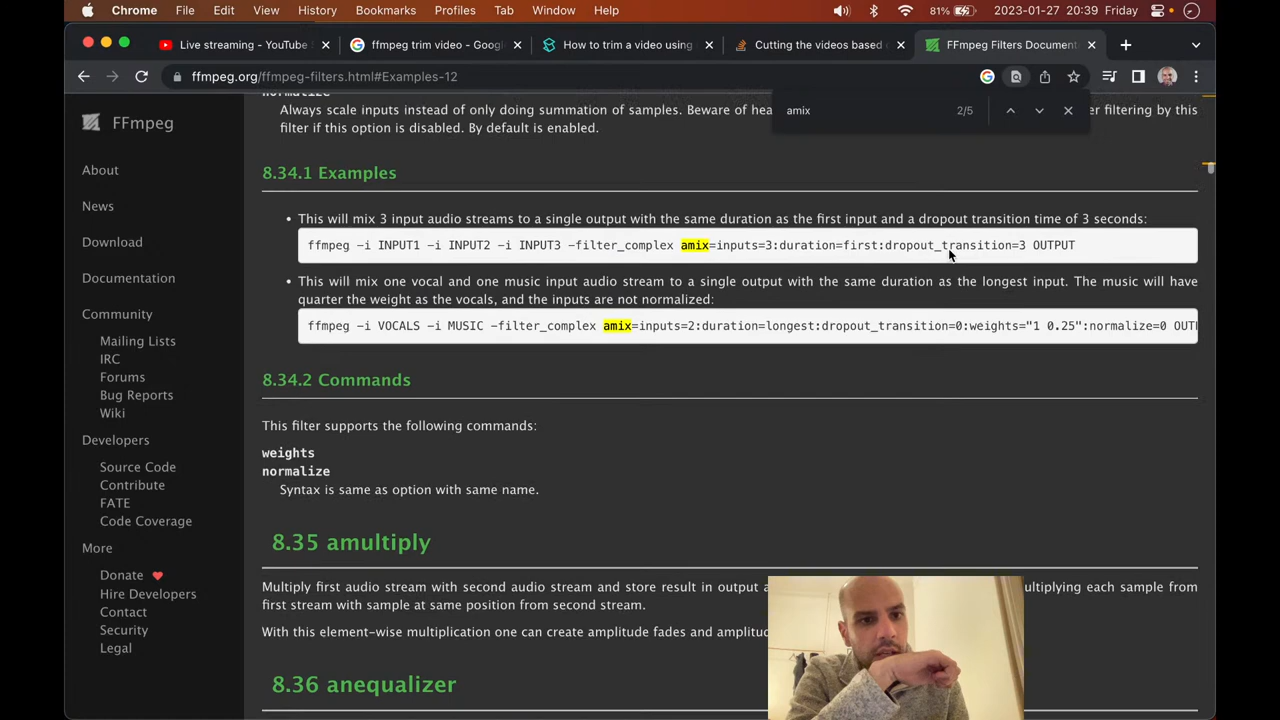 Chrome File Edit View History Bookmarks Profiles Tab Window Help 81% 2023-01-27 20:39 Friday
Live streaming - YouTube ffmpeg trim video - Goog How to trim a video using Cutting the videos based FFmpeg Filters Document
ffmpeg.org/ffmpeg-filters.html#Examples-12
amix 2/5
FFmpeg
About
News
Download
Documentation
Community
Mailing Lists
IRC
Forums
Bug Reports
Wiki
Developers
Source Code
Contribute
FATE
Code Coverage
More
Donate
Hire Developers
Contact
Security
Legal
normalize
Always scale inputs instead of only doing summation of samples. Beware of hea er filtering by this
filter if this option is disabled. By default is enabled.
8.34.1 Examples
• This will mix 3 input audio streams to a single output with the same duration as the first input and a dropout transition time of 3 seconds:
ffmpeg -i INPUT1 -i INPUT2 -i INPUT3 -filter_complex amix=inputs=3:duration=first:dropout_transition=3 OUTPUT
• This will mix one vocal and one music input audio stream to a single output with the same duration as the longest input. The music will have
quarter the weight as the vocals, and the inputs are not normalized:
ffmpeg -i VOCALS -i MUSIC -filter_complex amix=inputs=2:duration=longest:dropout_transition=0:weights="1 0.25":normalize=0 OUT
8.34.2 Commands
This filter supports the following commands:
weights
normalize
Syntax is same as option with same name.
8.35 amultiply
Multiply first audio stream with second audio stream and store result in output a ultiplying each sample from
first stream with sample at same position from second stream.
With this element-wise multiplication one can create amplitude fades and amplitud
8.36 anequalizer